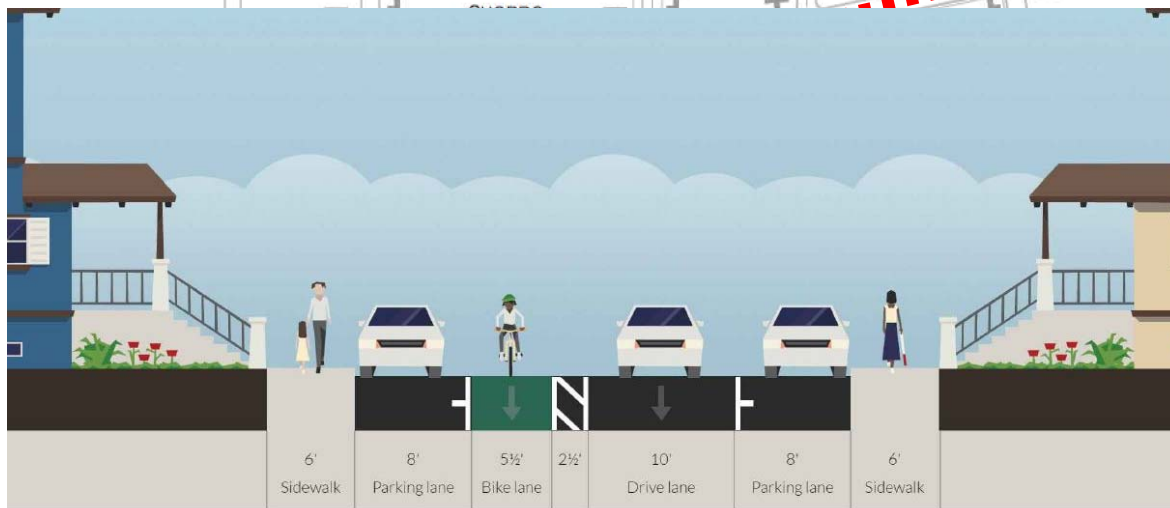 6' 8' 5½' 2½' 10' 8' 6'
Sidewalk Parking lane Bike lane Drive lane Parking lane Sidewalk